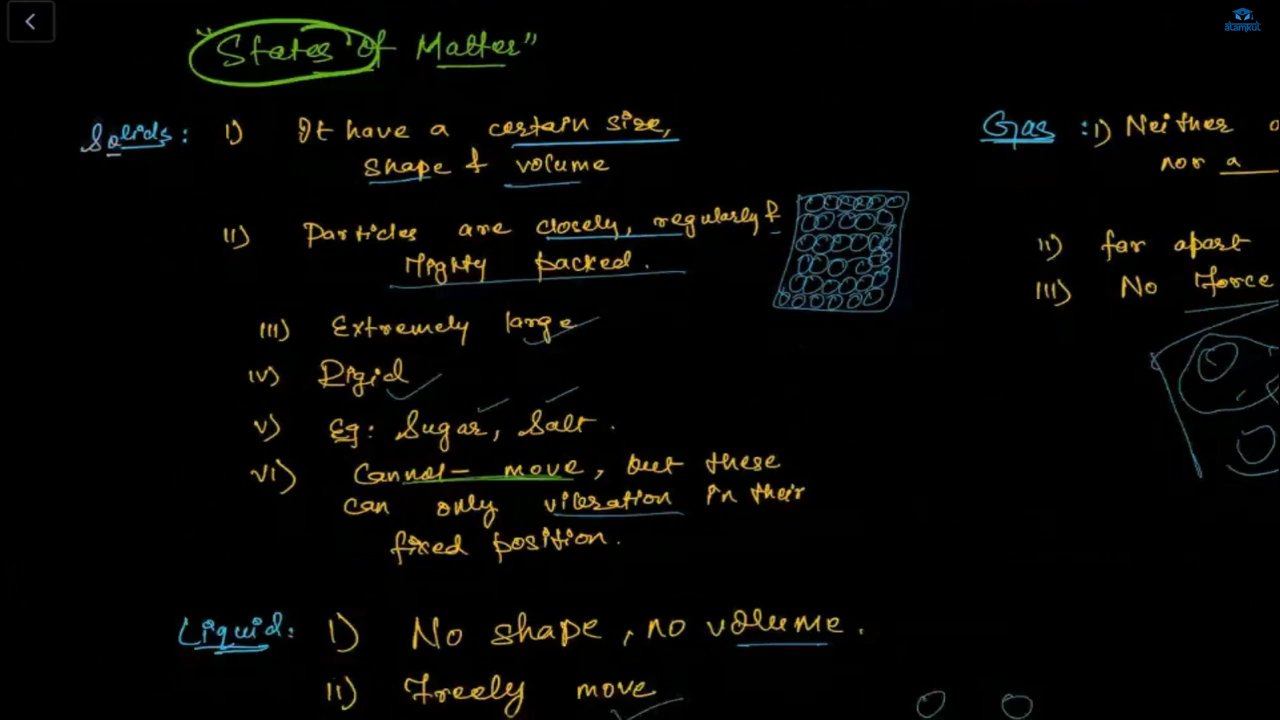 "States of Matter"
Solids: I) It have a certain size,
shape & volume
II) Particles are closely, regularly &
Mighty packed.
III) Extremely large
IV) Rigid
V) Eg: Sugar, Salt.
VI) Cannot move, but these
can only vibration in their
fixed position.
Liquid: I) No shape, no volume.
II) Freely move
Gas: I) Neither a
nor a
II) far apart
III) No Force
atamkul